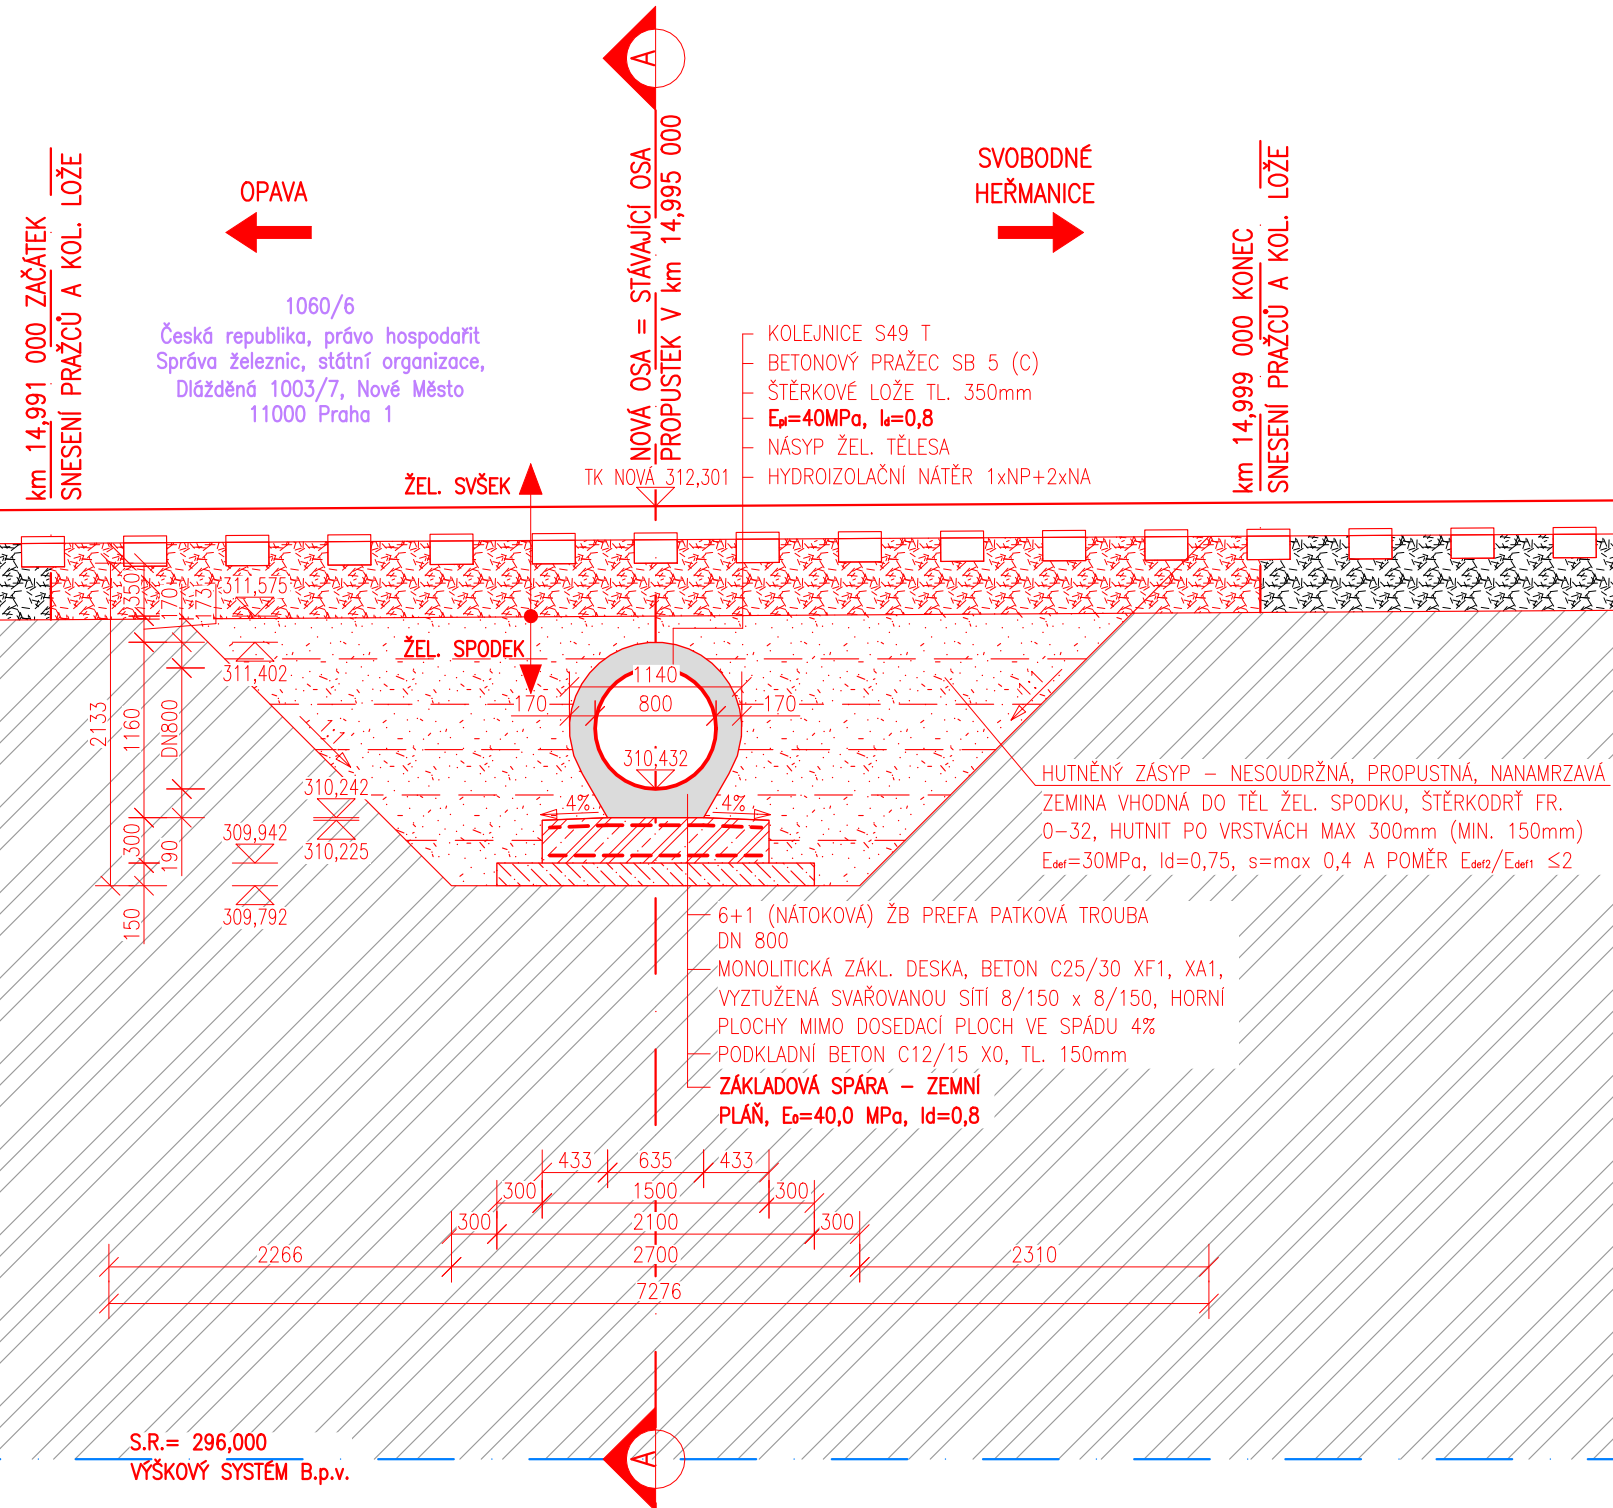 A
km 14,991 000 ZAČÁTEK
SNESENÍ PRAŽCŮ A KOL. LOŽE
OPAVA
NOVÁ OSA = STÁVAJÍCÍ OSA
PROPUSTEK V km 14,995 000
SVOBODNÉ
HEŘMANICE
km 14,999 000 KONEC
SNESENÍ PRAŽCŮ A KOL. LOŽE
1060/6
Česká republika, právo hospodařit
Správa železnic, státní organizace,
Dlážděná 1003/7, Nové Město
11000 Praha 1
KOLEJNICE S49 T
BETONOVÝ PRAŽEC SB 5 (C)
ŠTĚRKOVÉ LOŽE TL. 350mm
Epl=40MPa, Id=0,8
NÁSYP ŽEL. TĚLESA
HYDROIZOLAČNÍ NÁTĚR 1xNP+2xNA
TK NOVÁ 312,301
ŽEL. SVŠEK
ŽEL. SPODEK
350
170
173
311,575
311,402
2133
1160
DN800
300
190
150
310,242
309,942
310,225
309,792
1:1
1:1
1140
170
800
170
310,432
4%
4%
HUTNĚNÝ ZÁSYP – NESOUDRŽNÁ, PROPUSTNÁ, NANAMRZAVÁ
ZEMINA VHODNÁ DO TĚL ŽEL. SPODKU, ŠTĚRKODRŤ FR.
0–32, HUTNIT PO VRSTVÁCH MAX 300mm (MIN. 150mm)
Edef=30MPa, Id=0,75, s=max 0,4 A POMĚR Edef2/Edef1 ≤2
6+1 (NÁTOKOVÁ) ŽB PREFA PATKOVÁ TROUBA
DN 800
MONOLITICKÁ ZÁKL. DESKA, BETON C25/30 XF1, XA1,
VYZTUŽENÁ SVAŘOVANOU SÍTÍ 8/150 x 8/150, HORNÍ
PLOCHY MIMO DOSEDACÍ PLOCH VE SPÁDU 4%
PODKLADNÍ BETON C12/15 X0, TL. 150mm
ZÁKLADOVÁ SPÁRA – ZEMNÍ
PLÁŇ, E0=40,0 MPa, Id=0,8
433 635 433
300 1500 300
300 2100 300
2266 2700 2310
7276
S.R.= 296,000
VÝŠKOVÝ SYSTÉM B.p.v.
A